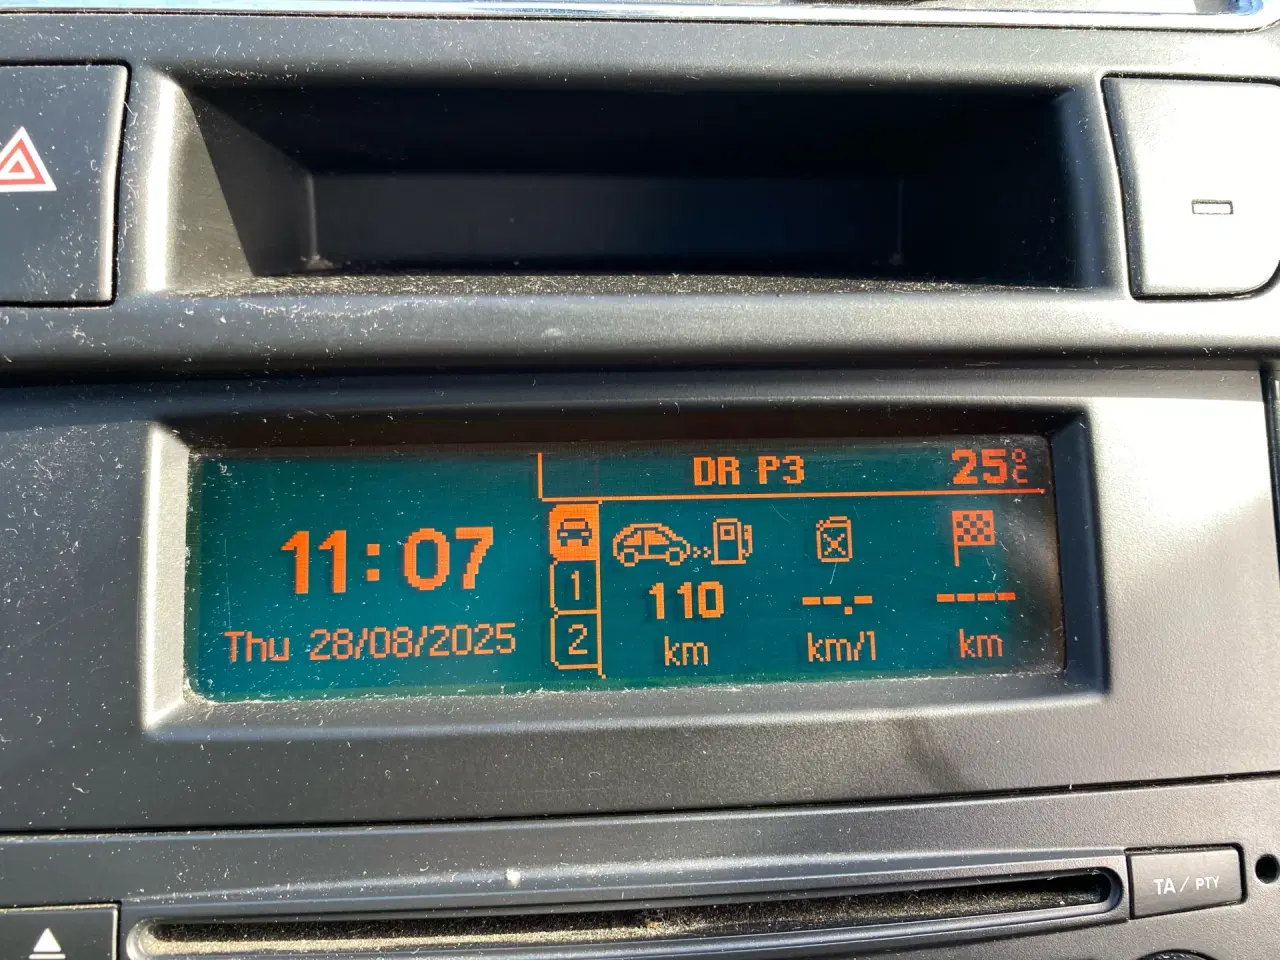 11:07
Thu 28/08/2025
DR P3
25°C
1
2
110
--.-
----
km
km/l
km
TA / PTY